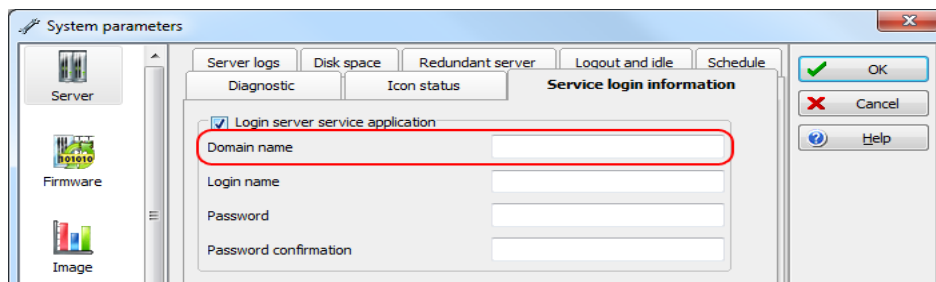 System parameters
Server
Firmware
Image
Server logs Disk space Redundant server Logout and idle Schedule
Diagnostic Icon status Service login information
Login server service application
Domain name
Login name
Password
Password confirmation
OK
Cancel
Help